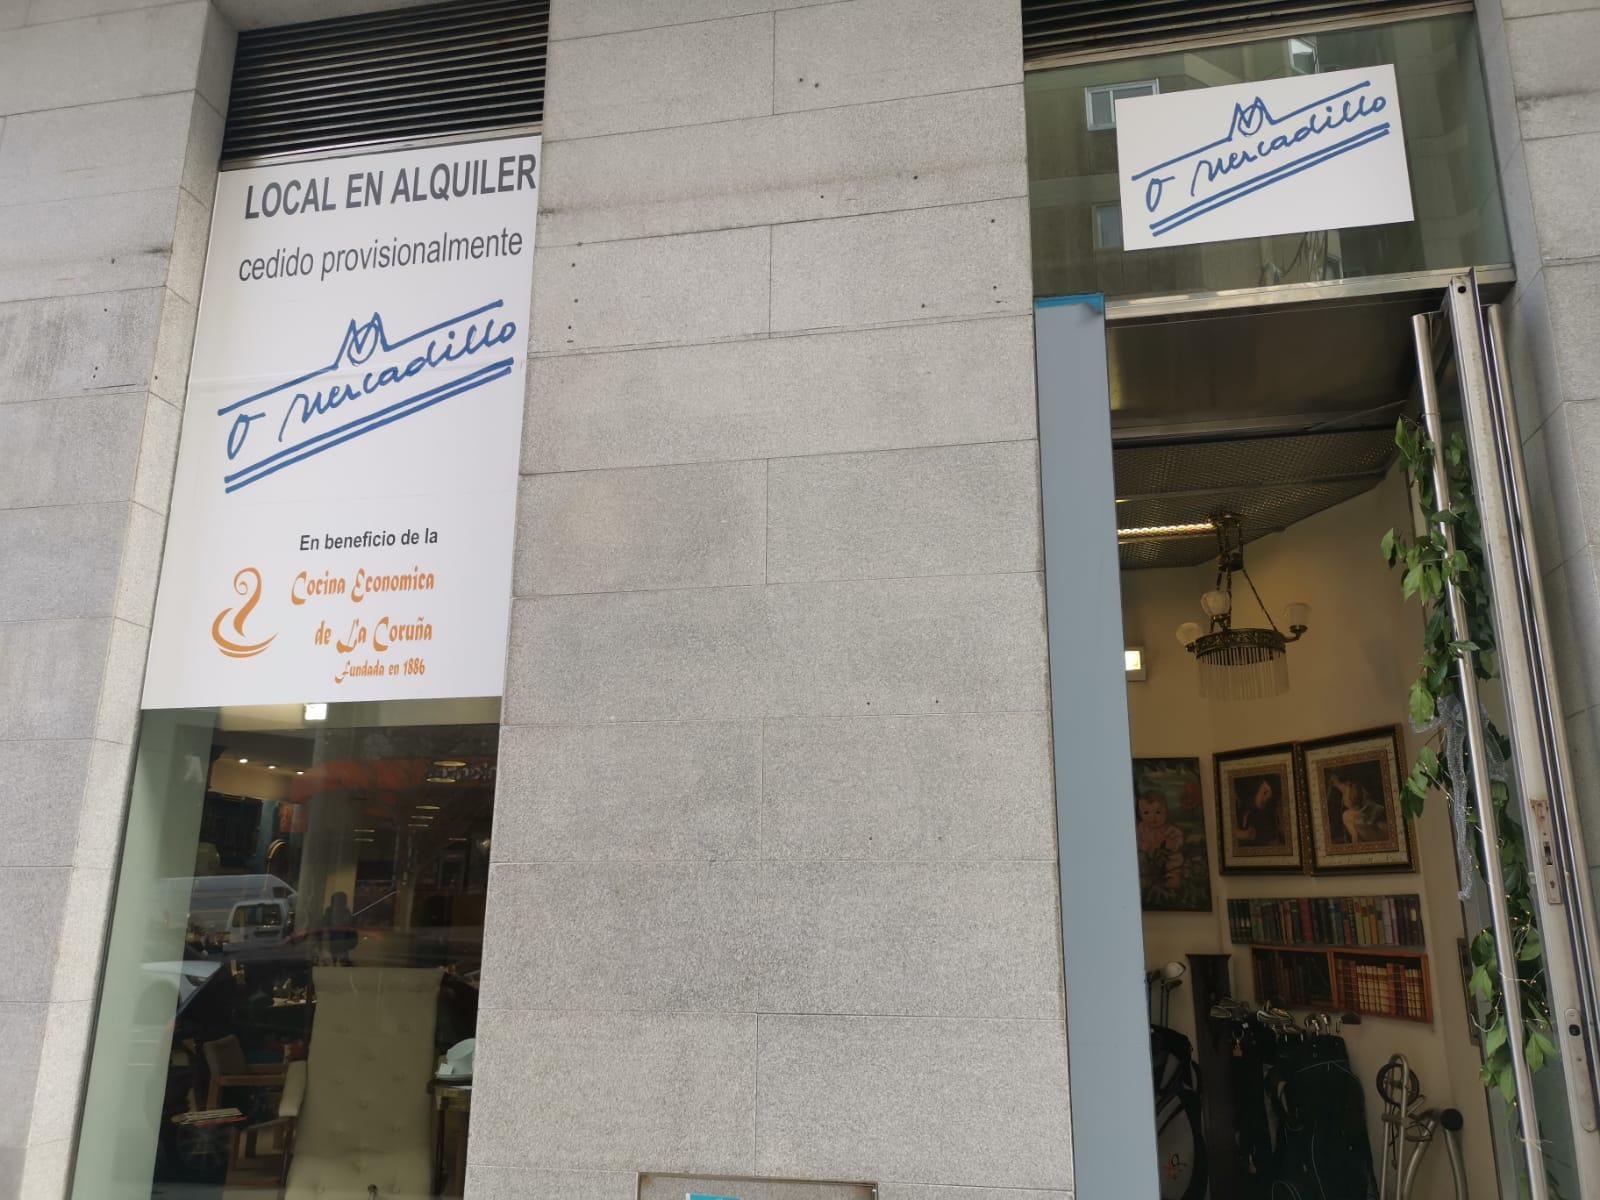 LOCAL EN ALQUILER
cedido provisionalmente
O Mercadillo
En beneficio de la
Cocina Economica
de La Coruña
Fundada en 1886
O Mercadillo